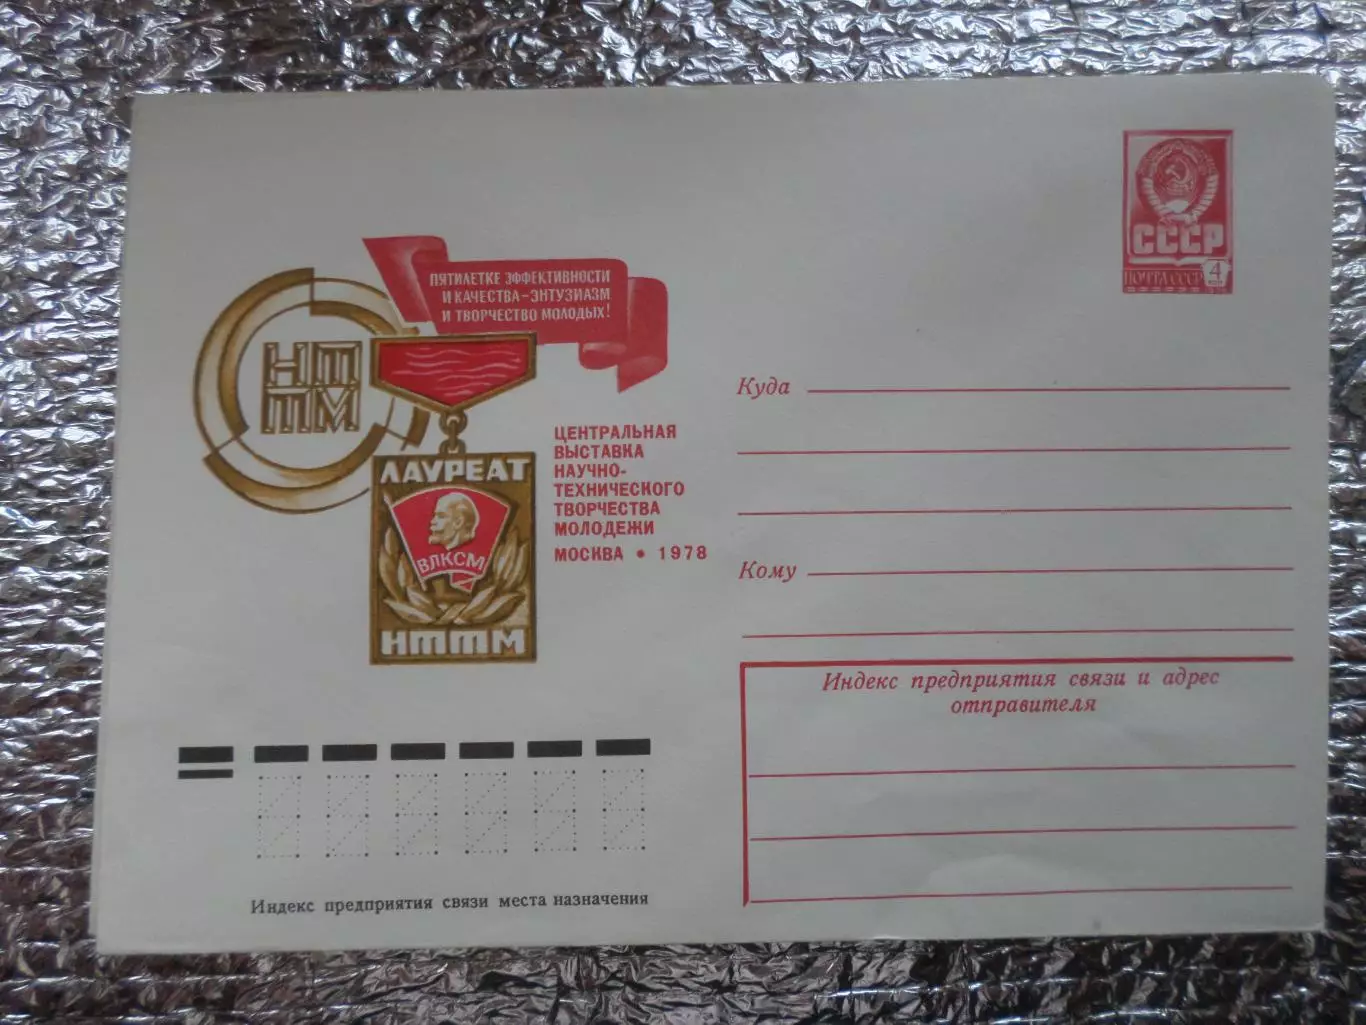 СССР
ПОЧТА СССР 4
коп
ПЯТИЛЕТКЕ ЭФФЕКТИВНОСТИ
И КАЧЕСТВА – ЭНТУЗИАЗМ
И ТВОРЧЕСТВО МОЛОДЫХ!
НТ
ТМ
ЛАУРЕАТ
ВЛКСМ
НТТМ
ЦЕНТРАЛЬНАЯ
ВЫСТАВКА
НАУЧНО-
ТЕХНИЧЕСКОГО
ТВОРЧЕСТВА
МОЛОДЕЖИ
МОСКВА • 1978
Куда
Кому
Индекс предприятия связи и адрес
отправителя
Индекс предприятия связи места назначения